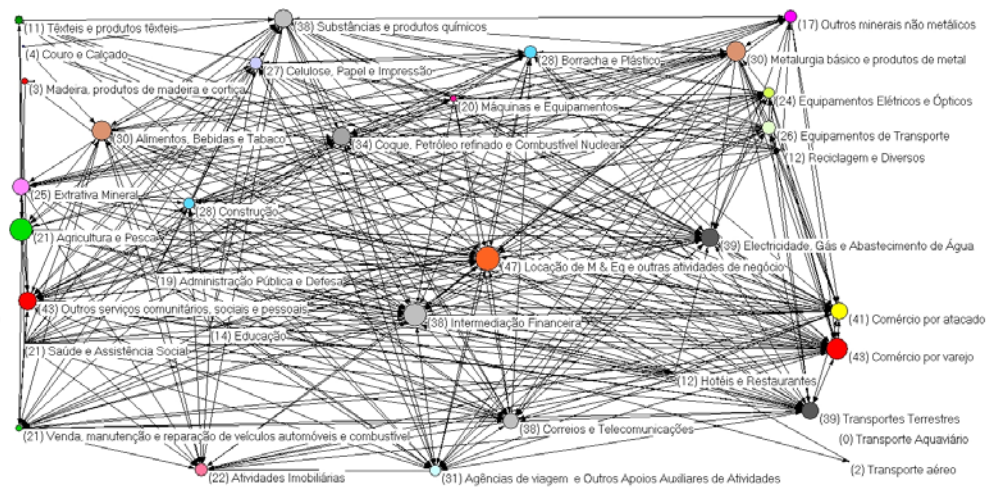 (11) Têxteis e produtos têxteis
(38) Substâncias e produtos químicos
(17) Outros minerais não metálicos
(4) Couro e Calçado
(27) Celulose, Papel e Impressão
(28) Borracha e Plástico
(30) Metalurgia básico e produtos de metal
(3) Madeira, produtos de madeira e cortiça
(20) Máquinas e Equipamentos
(24) Equipamentos Elétricos e Ópticos
(30) Alimentos, Bebidas e Tabaco
(34) Coque, Petróleo refinado e Combustível Nuclear
(26) Equipamentos de Transporte
(12) Reciclagem e Diversos
(25) Extrativa Mineral
(28) Construção
(21) Agricultura e Pesca
(39) Electricidade, Gás e Abastecimento de Água
(47) Locação de M & Eq e outras atividades de negócio
(19) Administração Pública e Defesa
(43) Outros serviços comunitários, sociais e pessoais
(38) Intermediação Financeira
(41) Comércio por atacado
(14) Educação
(21) Saúde e Assistência Social
(43) Comércio por varejo
(12) Hotéis e Restaurantes
(39) Transportes Terrestres
(21) Venda, manutenção e reparação de veículos automóveis e combustível
(38) Correios e Telecomunicações
(0) Transporte Aquaviário
(2) Transporte aéreo
(22) Atividades Imobiliárias
(31) Agências de viagem e Outros Apoios Auxiliares de Atividades